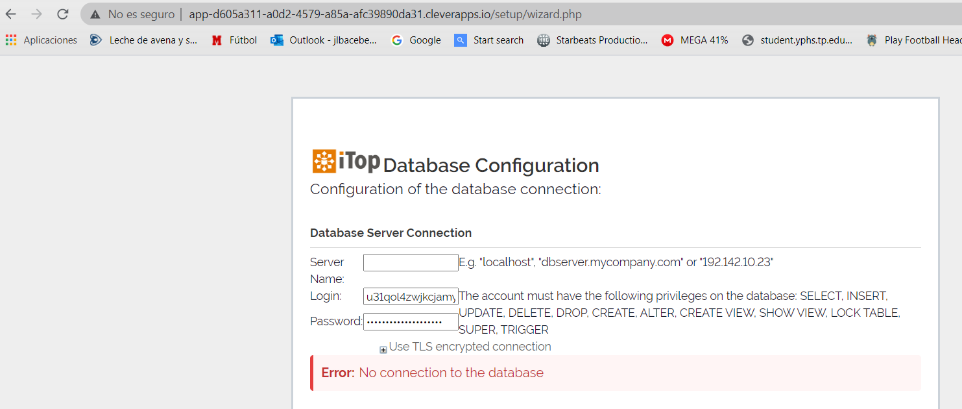 No es seguro | app-d605a311-a0d2-4579-a85a-afc39890da31.cleverapps.io/setup/wizard.php
Aplicaciones Leche de avena y s... Fútbol Outlook - jlbacebe... Google Start search Starbeats Productio... MEGA 41% student.yphs.tp.edu... Play Football Head
iTop Database Configuration
Configuration of the database connection:
Database Server Connection
Server Name: E.g. "localhost", "dbserver.mycompany.com" or "192.142.10.23"
Login: u31qol4zwjkcjamy The account must have the following privileges on the database: SELECT, INSERT,
UPDATE, DELETE, DROP, CREATE, ALTER, CREATE VIEW, SHOW VIEW, LOCK TABLE,
Password: ••••••••••••••••••••
SUPER, TRIGGER
Use TLS encrypted connection
Error: No connection to the database